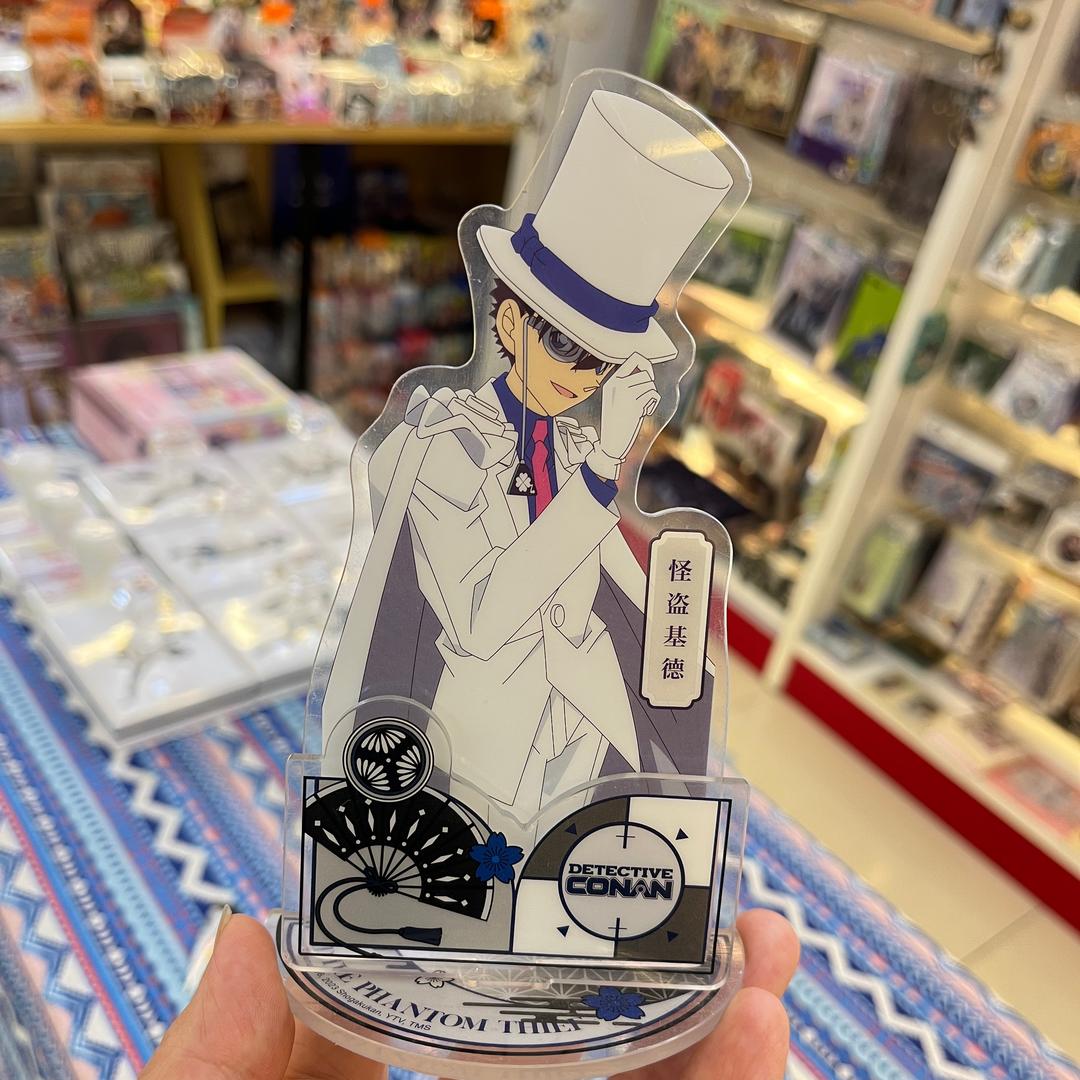 怪盗基德
DETECTIVE
CONAN
PHANTOM THIEF
2023 Shogakukan, YTV, TMS